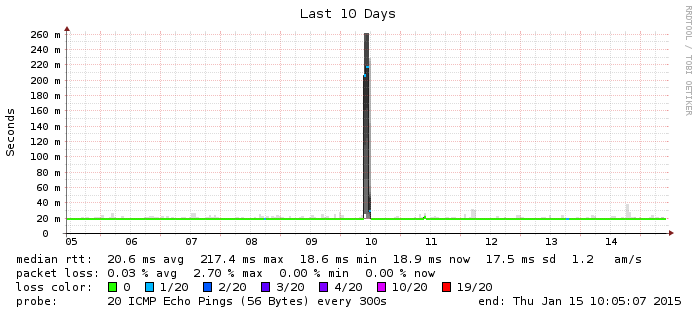 Last 10 Days
RRDTOOL / TOBI OETIKER
Seconds
260 m
240 m
220 m
200 m
180 m
160 m
140 m
120 m
100 m
80 m
60 m
40 m
20 m
0
05 06 07 08 09 10 11 12 13 14
median rtt: 20.6 ms avg 217.4 ms max 18.6 ms min 18.9 ms now 17.5 ms sd 1.2 am/s
packet loss: 0.03 % avg 2.70 % max 0.00 % min 0.00 % now
loss color: 0 1/20 2/20 3/20 4/20 10/20 19/20
probe: 20 ICMP Echo Pings (56 Bytes) every 300s end: Thu Jan 15 10:05:07 2015